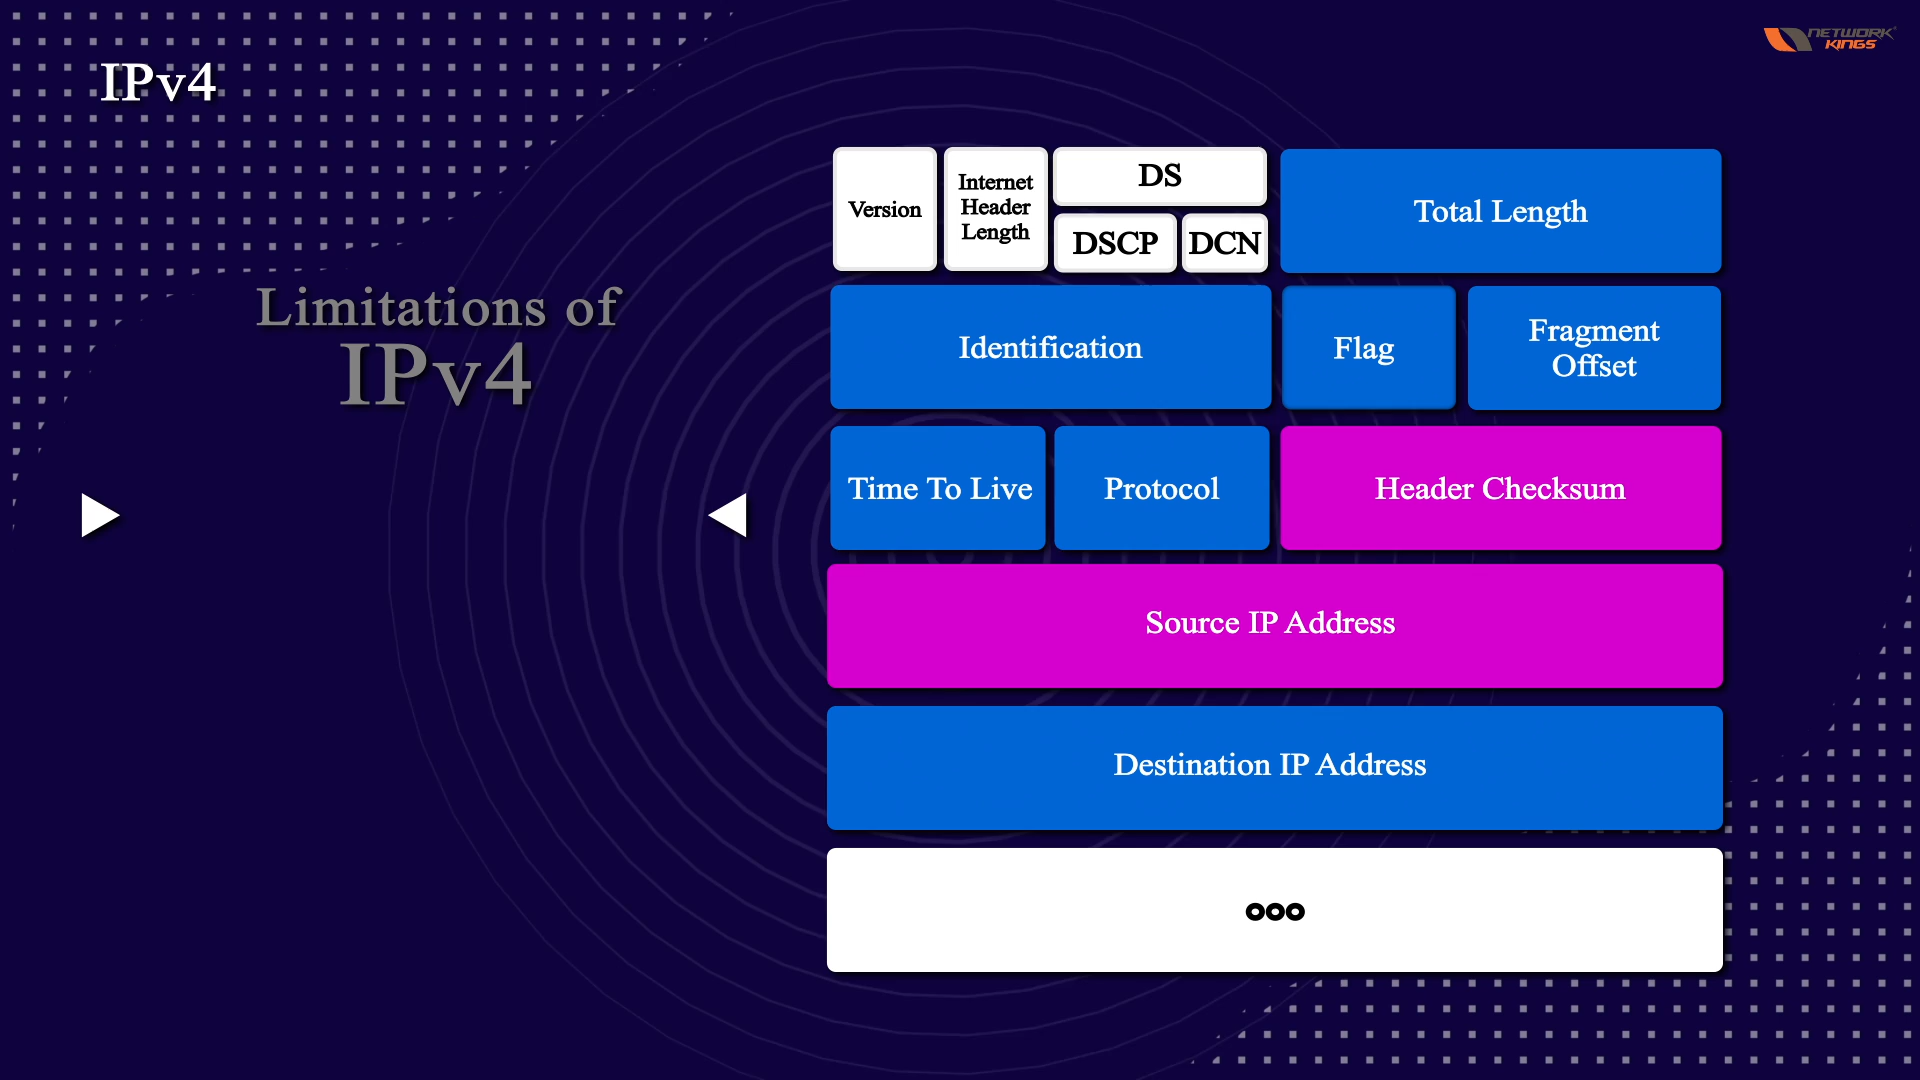 IPv4
NETWORK
KINGS
Limitations of
IPv4
Version
Internet
Header
Length
DS
DSCP
DCN
Total Length
Identification
Flag
Fragment
Offset
Time To Live
Protocol
Header Checksum
Source IP Address
Destination IP Address
ooo